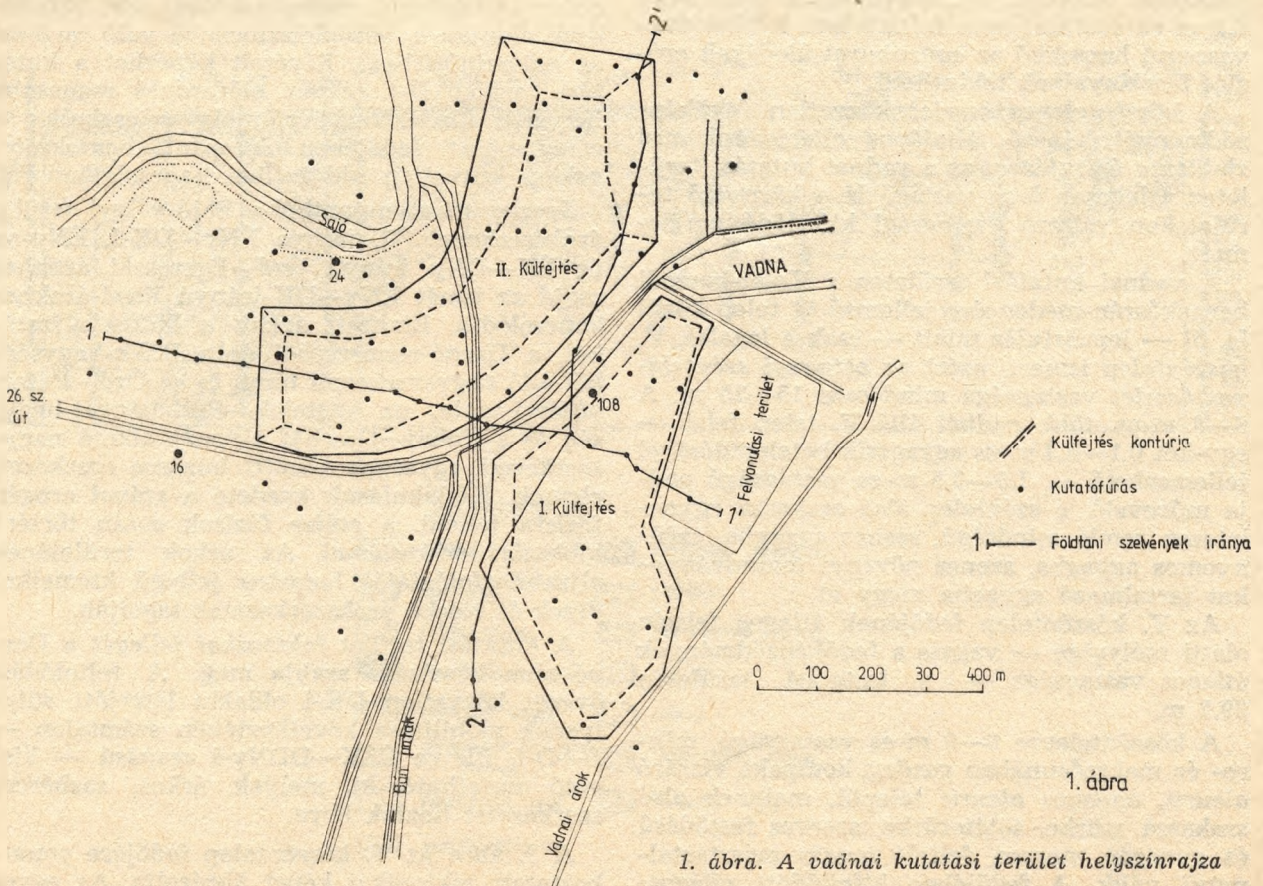 2'
Sajó
24
II. Külfejtés
VADNA
1
1
26. sz.
út
108
16
Felvonulási terület
1'
I. Külfejtés
Külfejtés kontúrja
Kutatófúrás
1 Földtani szelvények iránya
0 100 200 300 400 m
2
Bán patak
Vadnai árok
1. ábra
1. ábra. A vadnai kutatási terület helyszínrajza